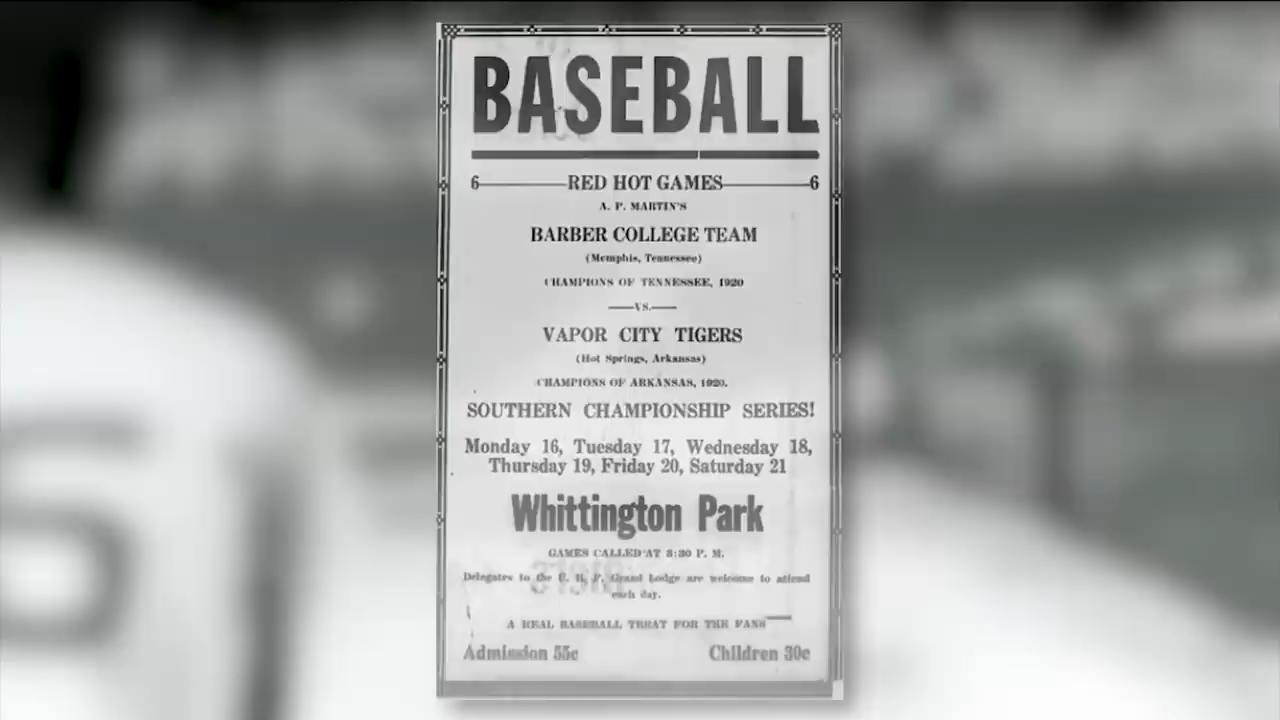 BASEBALL
6 RED HOT GAMES 6
A. P. MARTIN'S
BARBER COLLEGE TEAM
(Memphis, Tennessee)
CHAMPIONS OF TENNESSEE, 1920
VS.
VAPOR CITY TIGERS
(Hot Springs, Arkansas)
CHAMPIONS OF ARKANSAS, 1920.
SOUTHERN CHAMPIONSHIP SERIES!
Monday 16, Tuesday 17, Wednesday 18,
Thursday 19, Friday 20, Saturday 21
Whittington Park
GAMES CALLED AT 3:30 P. M.
Delegates to the Grand Lodge are welcome to attend
each day.
A REAL BASEBALL TREAT FOR THE FANS
Admission 55c Children 30c